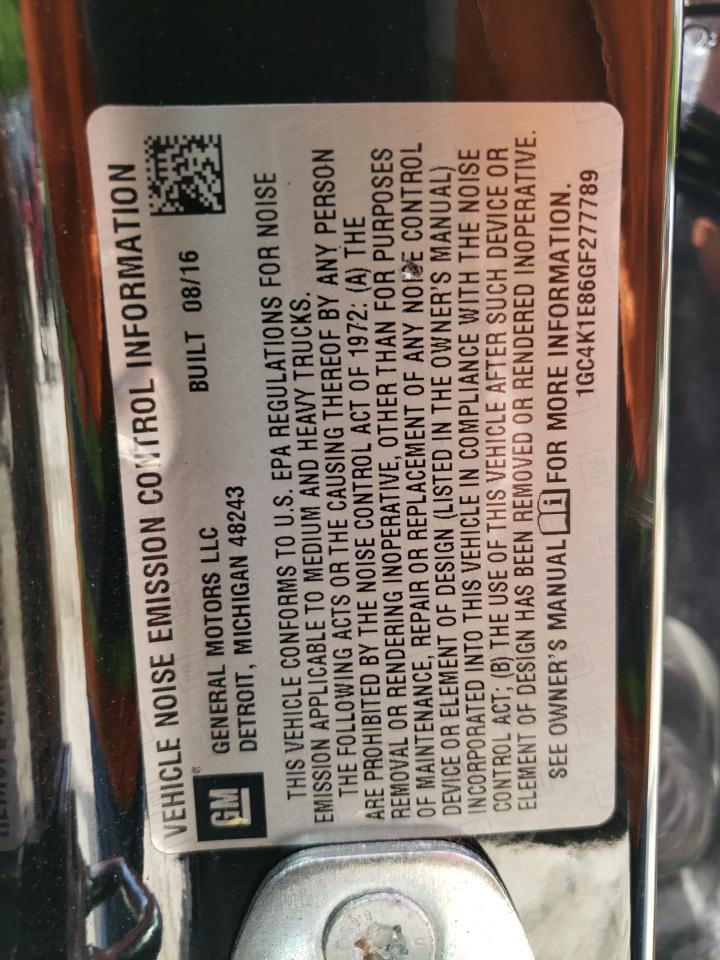 VEHICLE NOISE EMISSION CONTROL INFORMATION
GM®
GENERAL MOTORS LLC
DETROIT, MICHIGAN 48243
BUILT 08/16
THIS VEHICLE CONFORMS TO U.S. EPA REGULATIONS FOR NOISE
EMISSION APPLICABLE TO MEDIUM AND HEAVY TRUCKS.
THE FOLLOWING ACTS OR THE CAUSING THEREOF BY ANY PERSON
ARE PROHIBITED BY THE NOISE CONTROL ACT OF 1972: (A) THE
REMOVAL OR RENDERING INOPERATIVE, OTHER THAN FOR PURPOSES
OF MAINTENANCE, REPAIR OR REPLACEMENT OF ANY NOISE CONTROL
DEVICE OR ELEMENT OF DESIGN (LISTED IN THE OWNER'S MANUAL)
INCORPORATED INTO THIS VEHICLE IN COMPLIANCE WITH THE NOISE
CONTROL ACT; (B) THE USE OF THIS VEHICLE AFTER SUCH DEVICE OR
ELEMENT OF DESIGN HAS BEEN REMOVED OR RENDERED INOPERATIVE.
SEE OWNER'S MANUAL i FOR MORE INFORMATION.
1GC4K1E86GF277789